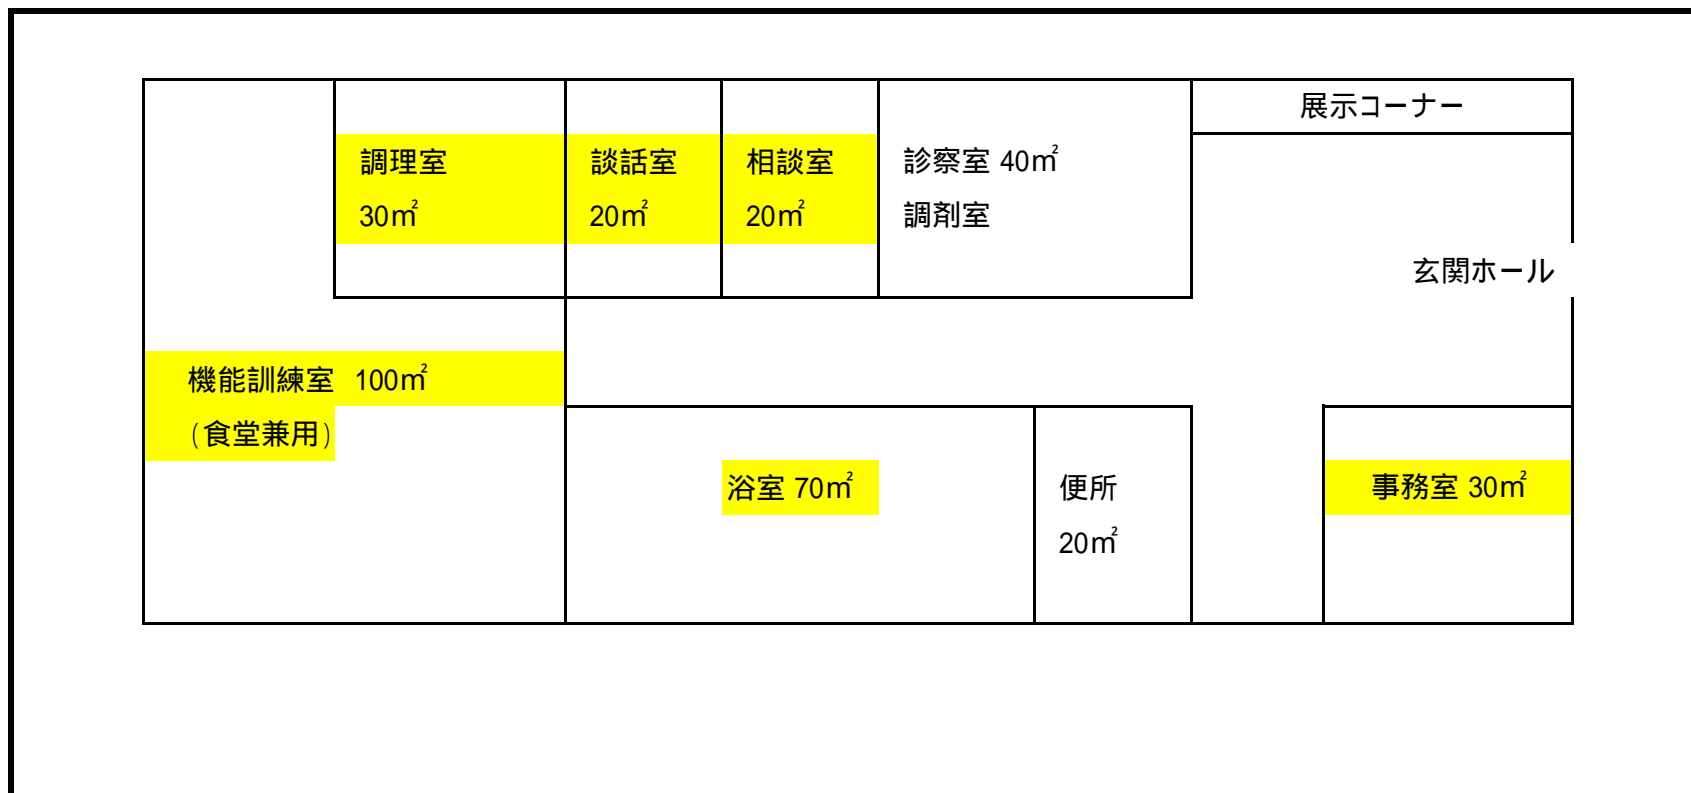 展示コーナー
調理室
30㎡
談話室
20㎡
相談室
20㎡
診察室 40㎡
調剤室
玄関ホール
機能訓練室 100㎡
(食堂兼用)
浴室 70㎡
便所
20㎡
事務室 30㎡